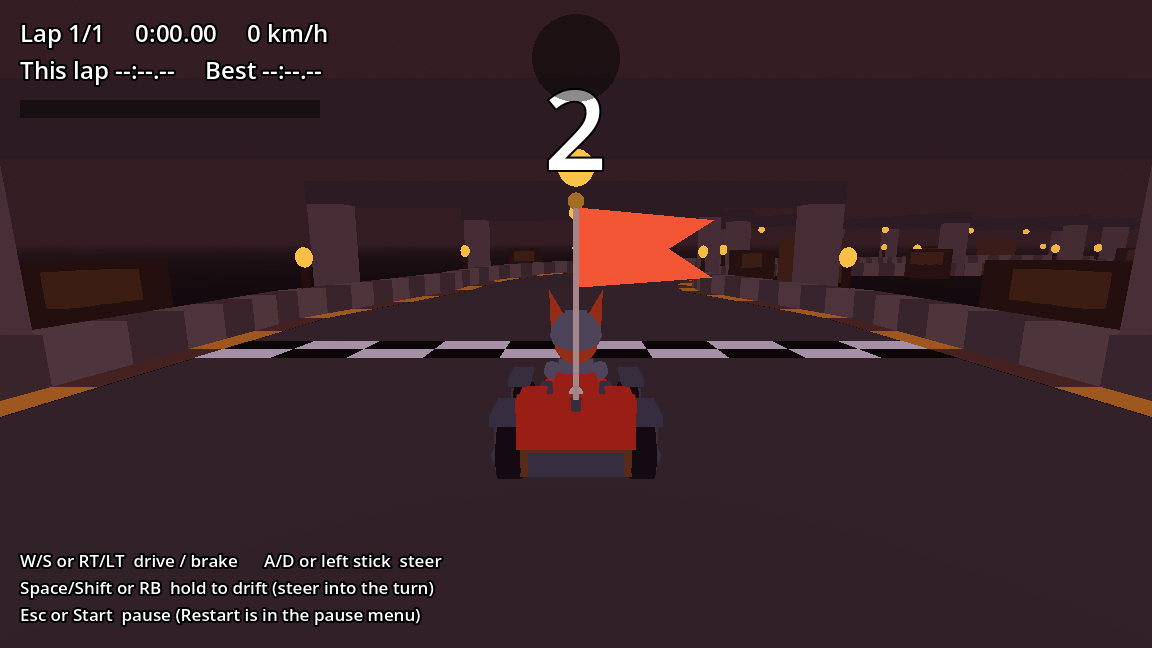 Lap 1/1 0:00.00 0 km/h
This lap --:--.-- Best --:--.--
2
W/S or RT/LT drive / brake A/D or left stick steer
Space/Shift or RB hold to drift (steer into the turn)
Esc or Start pause (Restart is in the pause menu)